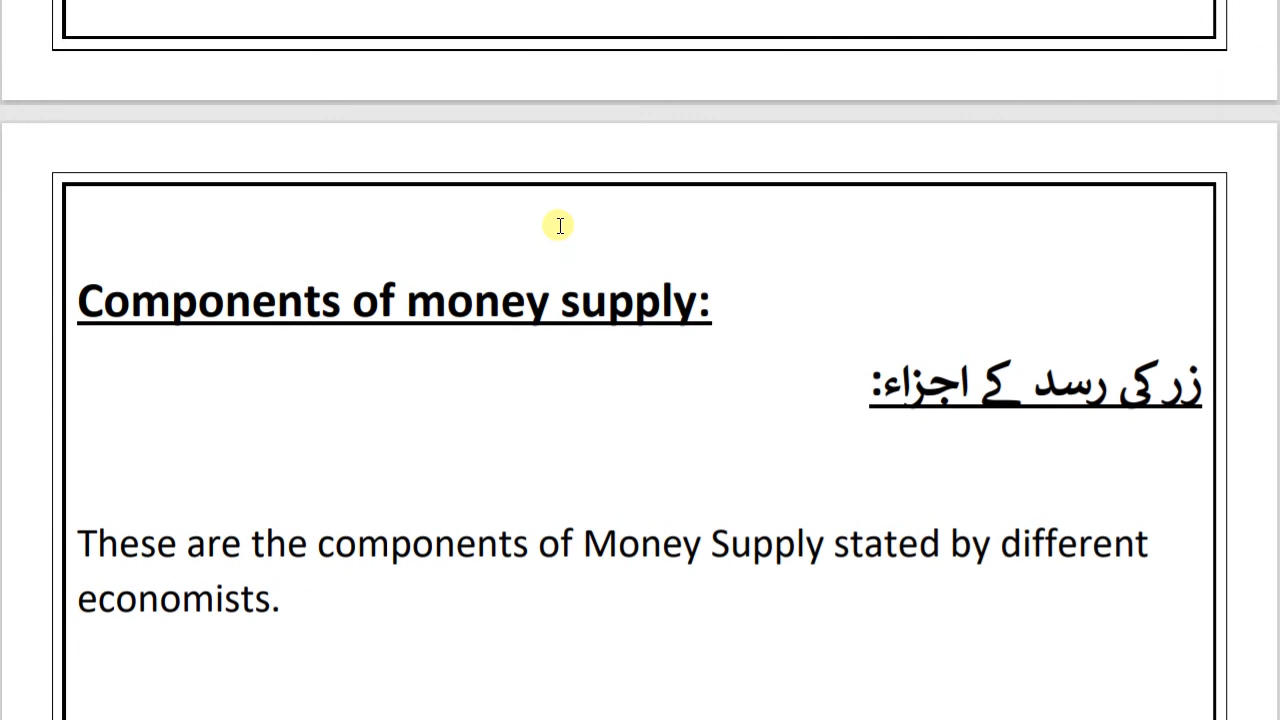 Components of money supply:
زر کی رسد کے اجزاء:
These are the components of Money Supply stated by different
economists.